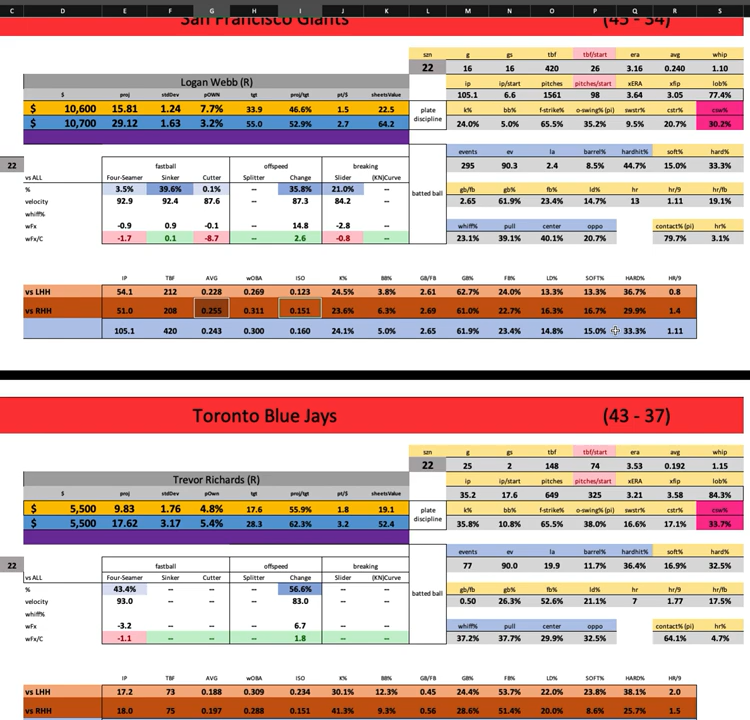 C D E F G H I J K L M N O P Q R S
San Francisco Giants (45 - 34)
szn g gs tbf tbf/start era avg whip
22 16 16 420 26 3.16 0.240 1.10
Logan Webb (R) ip ip/start pitches pitches/start xERA xfip lob%
$ proj stdDev pOWN tgt proj/tgt pt/$ sheetsValue 105.1 6.6 1561 98 3.64 3.05 77.4%
$ 10,600 15.81 1.24 7.7% 33.9 46.6% 1.5 22.5 plate discipline k% bb% f-strike% o-swing% (pi) swstr% cstr% csw%
$ 10,700 29.12 1.63 3.2% 55.0 52.9% 2.7 64.2 24.0% 5.0% 65.5% 35.2% 9.5% 20.7% 30.2%
events ev la barrel% hardhit% soft% hard%
22 fastball offspeed breaking 295 90.3 2.4 8.5% 44.7% 15.0% 33.3%
vs ALL Four-Seamer Sinker Cutter Splitter Change Slider (KN)Curve
% 3.5% 39.6% 0.1% -- 35.8% 21.0% -- batted ball gb/fb gb% fb% ld% hr hr/9 hr/fb
velocity 92.9 92.4 87.6 -- 87.3 84.2 -- 2.65 61.9% 23.4% 14.7% 13 1.11 19.1%
whiff%
wFx -0.9 0.9 -0.1 -- 14.8 -2.8 -- whiff% pull center oppo contact% (pi) hr%
wFx/C -1.7 0.1 -8.7 -- 2.6 -0.8 -- 23.1% 39.1% 40.1% 20.7% 79.7% 3.1%
IP TBF AVG wOBA ISO K% BB% GB/FB GB% FB% LD% SOFT% HARD% HR/9
vs LHH 54.1 212 0.228 0.269 0.123 24.5% 3.8% 2.61 62.7% 24.0% 13.3% 13.3% 36.7% 0.8
vs RHH 51.0 208 0.255 0.311 0.151 23.6% 6.3% 2.69 61.0% 22.7% 16.3% 16.7% 29.9% 1.4
105.1 420 0.243 0.300 0.160 24.1% 5.0% 2.65 61.9% 23.4% 14.8% 15.0% 33.3% 1.11
Toronto Blue Jays (43 - 37)
szn g gs tbf tbf/start era avg whip
22 25 2 148 74 3.53 0.192 1.15
Trevor Richards (R) ip ip/start pitches pitches/start xERA xfip lob%
$ proj stdDev pOwn tgt proj/tgt pt/$ sheetsValue 35.2 17.6 649 325 3.21 3.58 84.3%
$ 5,500 9.83 1.76 4.8% 17.6 55.9% 1.8 19.1 plate discipline k% bb% f-strike% o-swing% (pi) swstr% cstr% csw%
$ 5,500 17.62 3.17 5.4% 28.3 62.3% 3.2 52.4 35.8% 10.8% 65.5% 38.0% 16.6% 17.1% 33.7%
events ev la barrel% hardhit% soft% hard%
22 fastball offspeed breaking 77 90.0 19.9 11.7% 36.4% 16.9% 32.5%
vs ALL Four-Seamer Sinker Cutter Splitter Change Slider (KN)Curve
% 43.4% -- -- -- 56.6% -- -- batted ball gb/fb gb% fb% ld% hr hr/9 hr/fb
velocity 93.0 -- -- -- 83.0 -- -- 0.50 26.3% 52.6% 21.1% 7 1.77 17.5%
whiff%
wFx -3.2 -- -- -- 6.7 -- -- whiff% pull center oppo contact% (pi) hr%
wFx/C -1.1 -- -- -- 1.8 -- -- 37.2% 37.7% 29.9% 32.5% 64.1% 4.7%
IP TBF AVG wOBA ISO K% BB% GB/FB GB% FB% LD% SOFT% HARD% HR/9
vs LHH 17.2 73 0.188 0.309 0.234 30.1% 12.3% 0.45 24.4% 53.7% 22.0% 23.8% 38.1% 2.0
vs RHH 18.0 75 0.197 0.288 0.151 41.3% 9.3% 0.56 28.6% 51.4% 20.0% 8.6% 25.7% 1.5